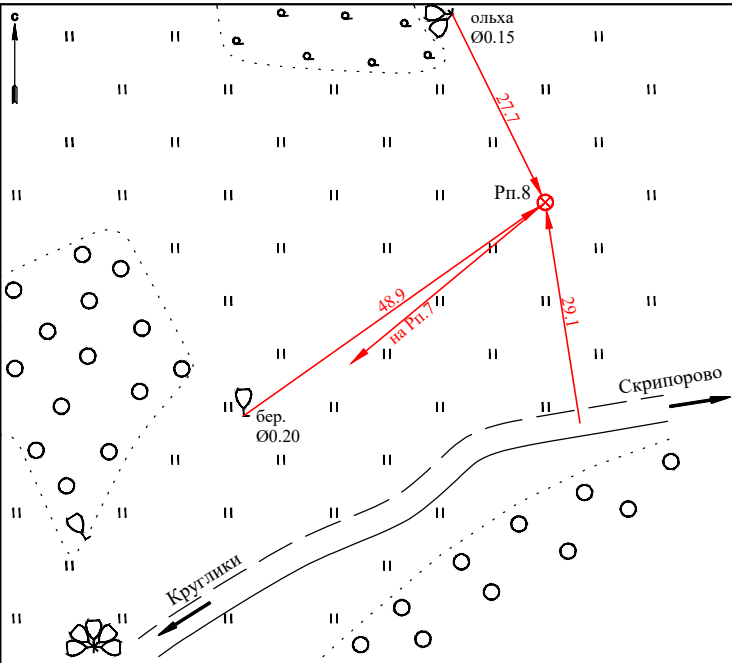 с
ольха
Ø0.15
27.7
Рп.8
48.9
на Рп.7
29.1
бер.
Ø0.20
Скрипорово
Круглики